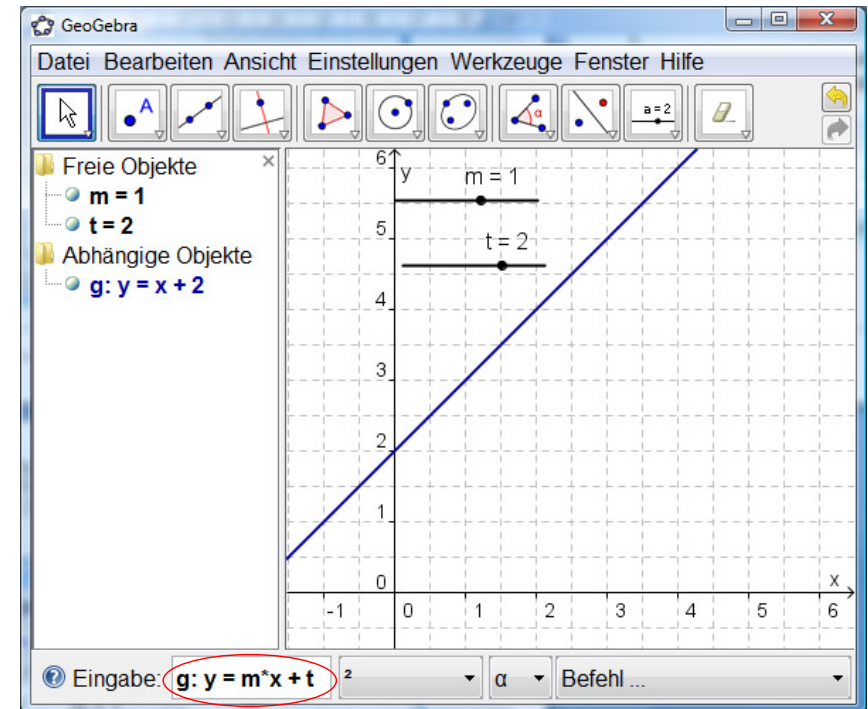 GeoGebra
Datei Bearbeiten Ansicht Einstellungen Werkzeuge Fenster Hilfe
A
α
a = 2
Freie Objekte
m = 1
t = 2
Abhängige Objekte
g: y = x + 2
6
y
m = 1
5
t = 2
4
3
2
1
0
x
-1 0 1 2 3 4 5 6
Eingabe: g: y = m*x + t ² α Befehl ...